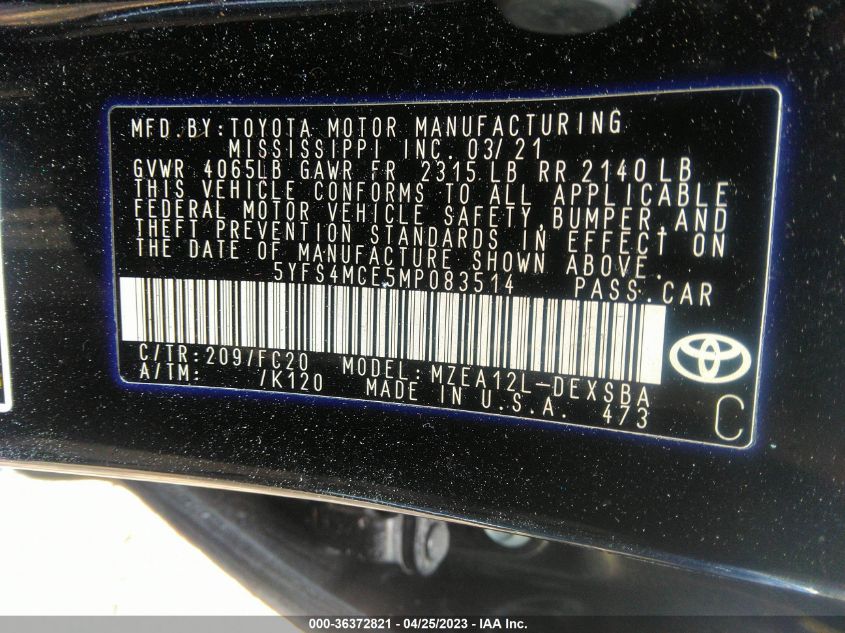 MFD.BY:TOYOTA MOTOR MANUFACTURING
MISSISSIPPI INC. 03/21
GVWR 4065LB GAWR FR 2315 LB RR 2140 LB
THIS VEHICLE CONFORMS TO ALL APPLICABLE
FEDERAL MOTOR VEHICLE SAFETY, BUMPER, AND
THEFT PREVENTION STANDARDS IN EFFECT ON
THE DATE OF MANUFACTURE SHOWN ABOVE.
5YFS4MCE5MP083514 PASS.CAR
C/TR:209/FC20 MODEL:MZEA12L-DEXSBA
A/TM: /K120 MADE IN U.S.A. 473
C
000-36372821 - 04/25/2023 - IAA Inc.